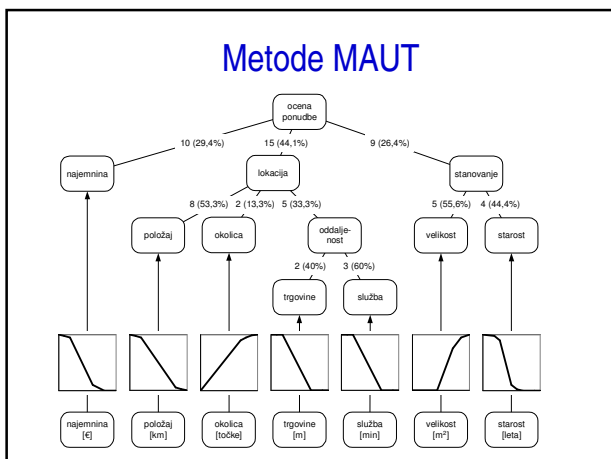 Metode MAUT
ocena
ponudbe
10 (29,4%)
15 (44,1%)
9 (26,4%)
najemnina
lokacija
stanovanje
8 (53,3%)
2 (13,3%)
5 (33,3%)
5 (55,6%)
4 (44,4%)
položaj
okolica
oddalje-
nost
velikost
starost
2 (40%)
3 (60%)
trgovine
služba
najemnina
[€]
položaj
[km]
okolica
[točke]
trgovine
[m]
služba
[min]
velikost
[m²]
starost
[leta]